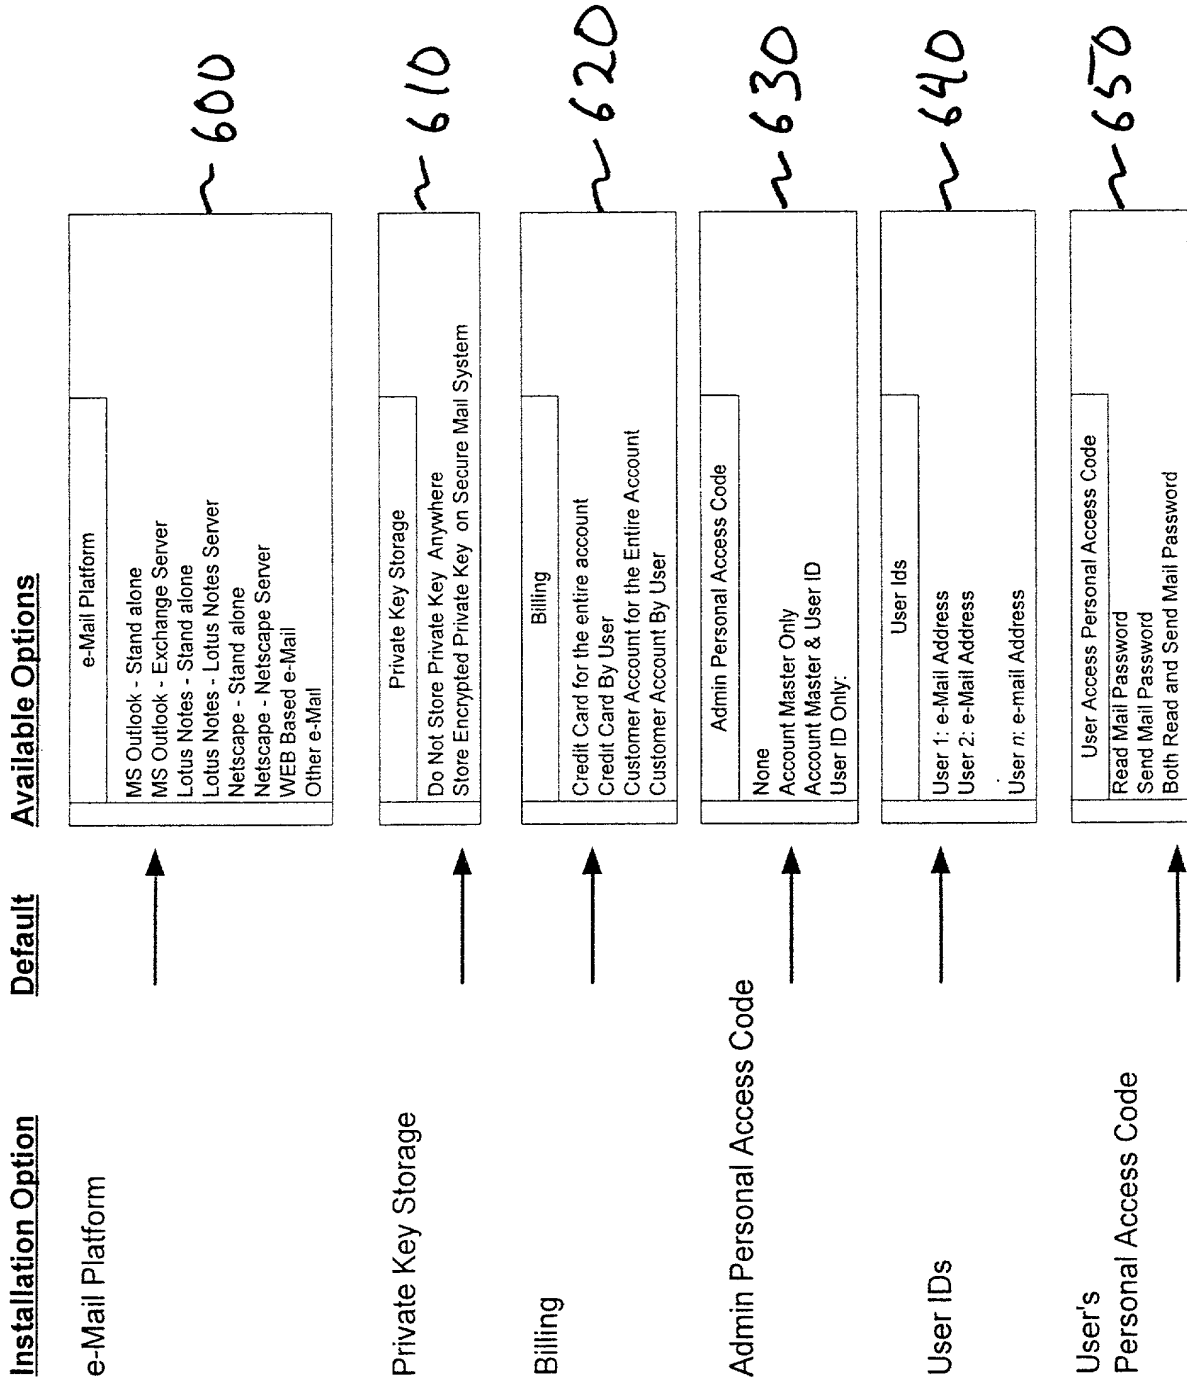 Installation Option Default Available Options
e-Mail Platform
e-Mail Platform
MS Outlook - Stand alone
MS Outlook - Exchange Server
Lotus Notes - Stand alone
Lotus Notes - Lotus Notes Server
Netscape - Stand alone
Netscape - Netscape Server
WEB Based e-Mail
Other e-Mail
~ 600
Private Key Storage
Private Key Storage
Do Not Store Private Key Anywhere
Store Encrypted Private Key on Secure Mail System
~ 610
Billing
Billing
Credit Card for the entire account
Credit Card By User
Customer Account for the Entire Account
Customer Account By User
~ 620
Admin Personal Access Code
Admin Personal Access Code
None
Account Master Only
Account Master & User ID
User ID Only:
~ 630
User IDs
User Ids
User 1: e-Mail Address
User 2: e-Mail Address
User n: e-mail Address
~ 640
User's
Personal Access Code
User Access Personal Access Code
Read Mail Password
Send Mail Password
Both Read and Send Mail Password
~ 650